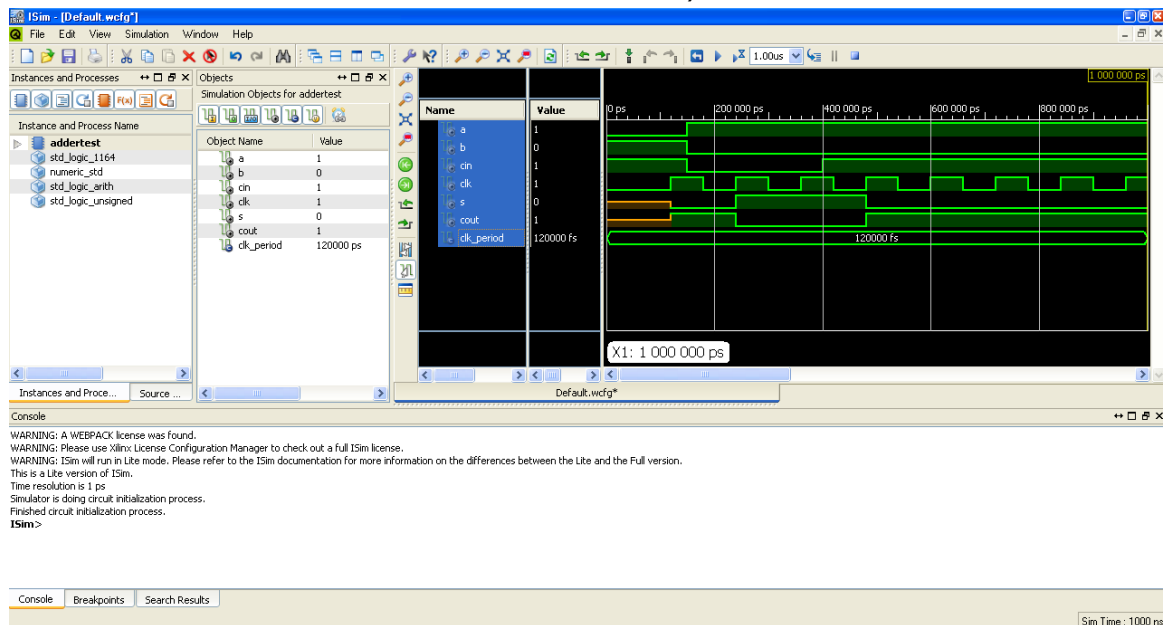 ISim - [Default.wcfg*]
File Edit View Simulation Window Help
1.00us
Instances and Processes
Objects
Simulation Objects for addertest
Instance and Process Name
addertest
std_logic_1164
numeric_std
std_logic_arith
std_logic_unsigned
Object Name Value
a 1
b 0
cin 1
clk 1
s 0
cout 1
clk_period 120000 ps
Name Value
a 1
b 0
cin 1
clk 1
s 0
cout 1
clk_period 120000 fs
1 000 000 ps
0 ps 200 000 ps 400 000 ps 600 000 ps 800 000 ps
120000 fs
X1: 1 000 000 ps
Instances and Proce... Source ...
Default.wcfg*
Console
WARNING: A WEBPACK license was found.
WARNING: Please use Xilinx License Configuration Manager to check out a full ISim license.
WARNING: ISim will run in Lite mode. Please refer to the ISim documentation for more information on the differences between the Lite and the Full version.
This is a Lite version of ISim.
Time resolution is 1 ps
Simulator is doing circuit initialization process.
Finished circuit initialization process.
ISim>
Console Breakpoints Search Results
Sim Time : 1000 ns